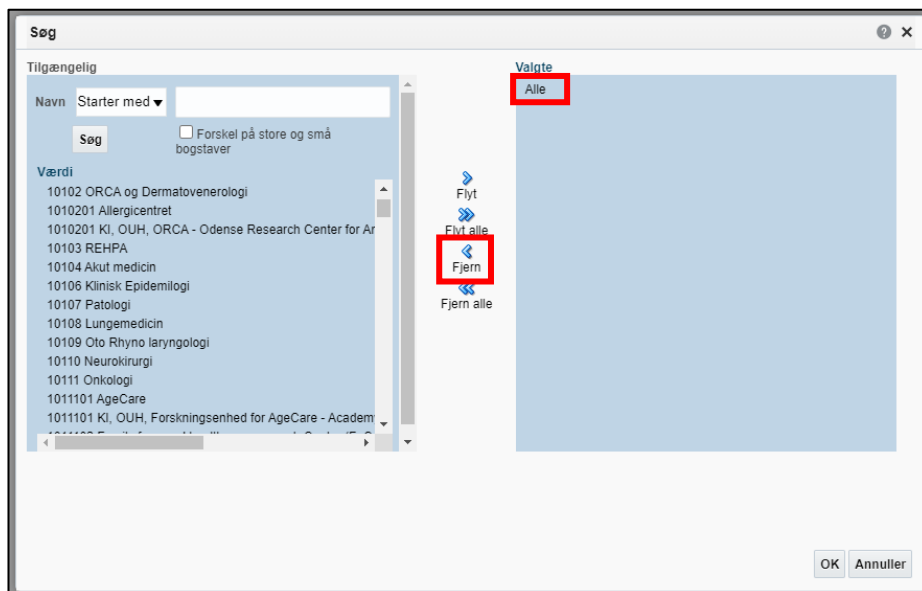 Søg
Tilgængelig
Navn Starter med
Søg
Forskel på store og små
bogstaver
Værdi
10102 ORCA og Dermatovenerologi
1010201 Allergicentret
1010201 KI, OUH, ORCA - Odense Research Center for An
10103 REHPA
10104 Akut medicin
10106 Klinisk Epidemilogi
10107 Patologi
10108 Lungemedicin
10109 Oto Rhyno laryngologi
10110 Neurokirurgi
10111 Onkologi
1011101 AgeCare
1011101 KI, OUH, Forskningsenhed for AgeCare - Academ
Flyt
Flyt alle
Fjern
Fjern alle
Valgte
Alle
OK Annuller